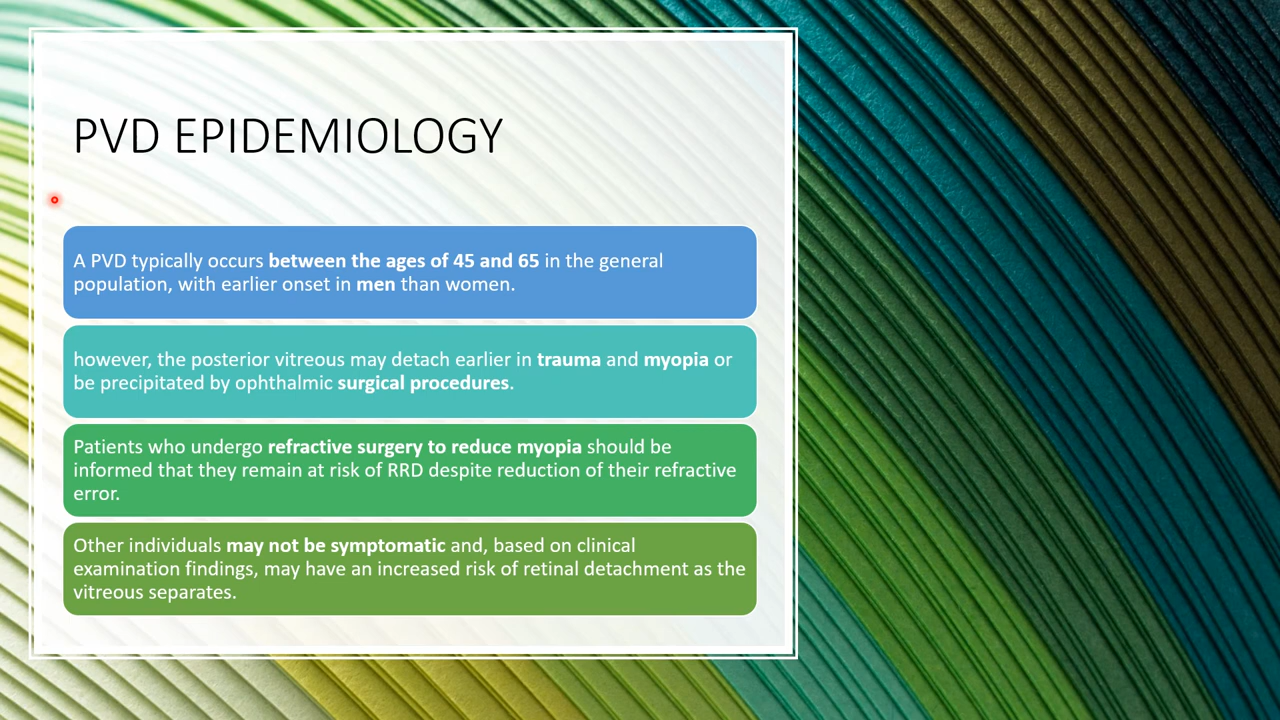 PVD EPIDEMIOLOGY
A PVD typically occurs between the ages of 45 and 65 in the general
population, with earlier onset in men than women.
however, the posterior vitreous may detach earlier in trauma and myopia or
be precipitated by ophthalmic surgical procedures.
Patients who undergo refractive surgery to reduce myopia should be
informed that they remain at risk of RRD despite reduction of their refractive
error.
Other individuals may not be symptomatic and, based on clinical
examination findings, may have an increased risk of retinal detachment as the
vitreous separates.